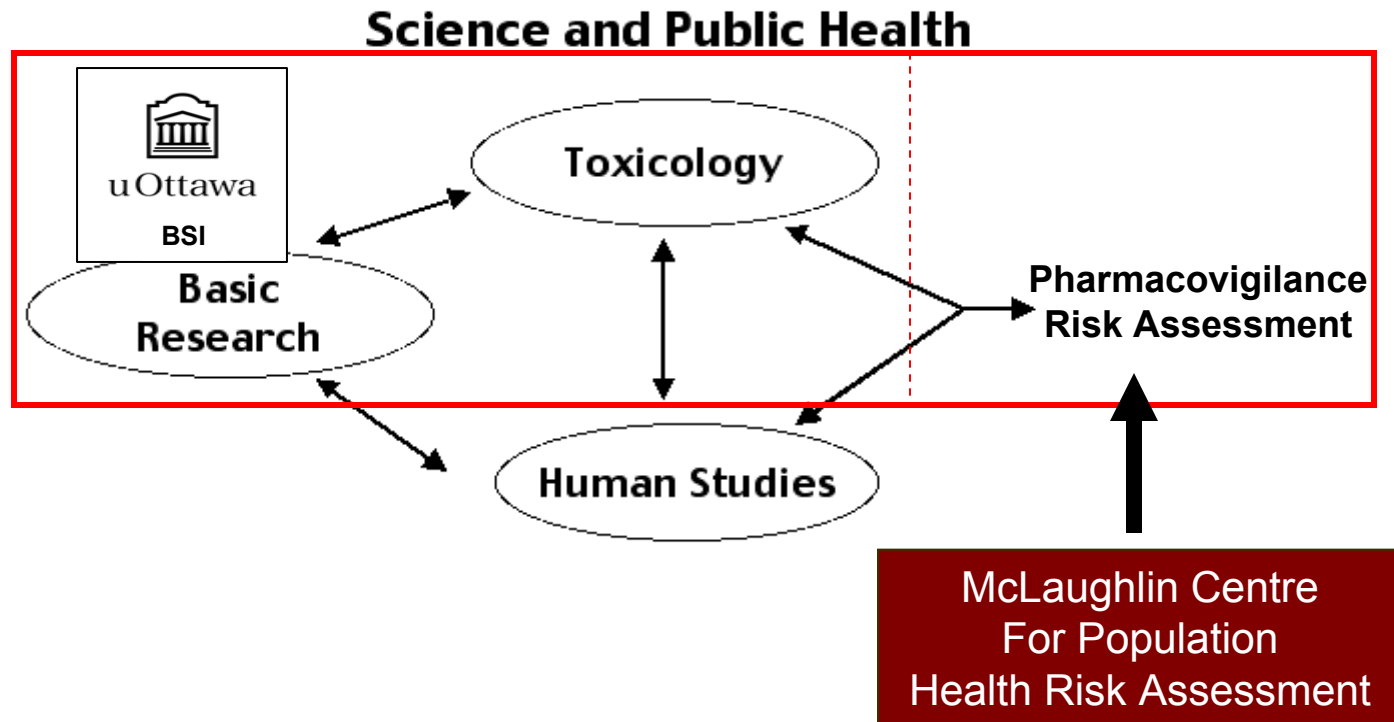 Science and Public Health
uOttawa
BSI
Toxicology
Basic
Research
Pharmacovigilance
Risk Assessment
Human Studies
McLaughlin Centre
For Population
Health Risk Assessment